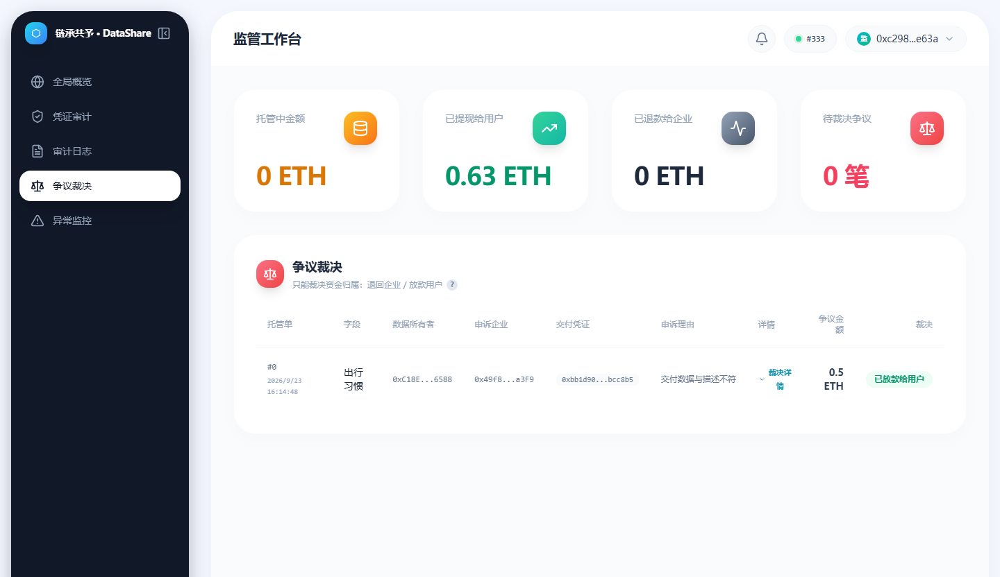 链承共予 • DataShare
全局概览
凭证审计
审计日志
争议裁决
异常监控
监管工作台
#333
监 0xc298...e63a
托管中金额
0 ETH
已提现给用户
0.63 ETH
已退款给企业
0 ETH
待裁决争议
0 笔
争议裁决
只能裁决资金归属：退回企业 / 放款用户 ?
托管单 字段 数据所有者 申诉企业 交付凭证 申诉理由 详情 争议金
额 裁决
#0
2026/9/23
16:14:48
出行
习惯
0xC18E...6588
0x49f8...a3F9
0xbb1d90...bcc8b5
交付数据与描述不符
裁决详
情
0.5
ETH
已放款给用户